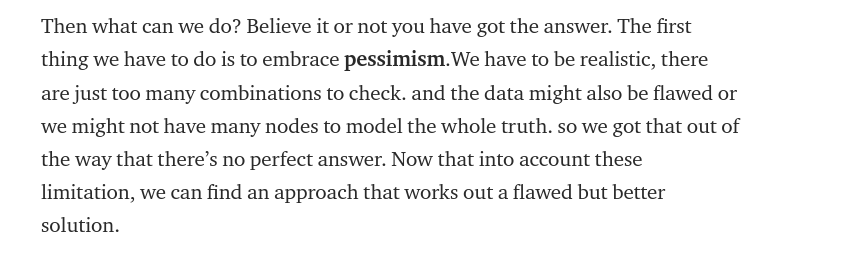 Then what can we do? Believe it or not you have got the answer. The first
thing we have to do is to embrace pessimism.We have to be realistic, there
are just too many combinations to check. and the data might also be flawed or
we might not have many nodes to model the whole truth. so we got that out of
the way that there’s no perfect answer. Now that into account these
limitation, we can find an approach that works out a flawed but better
solution.